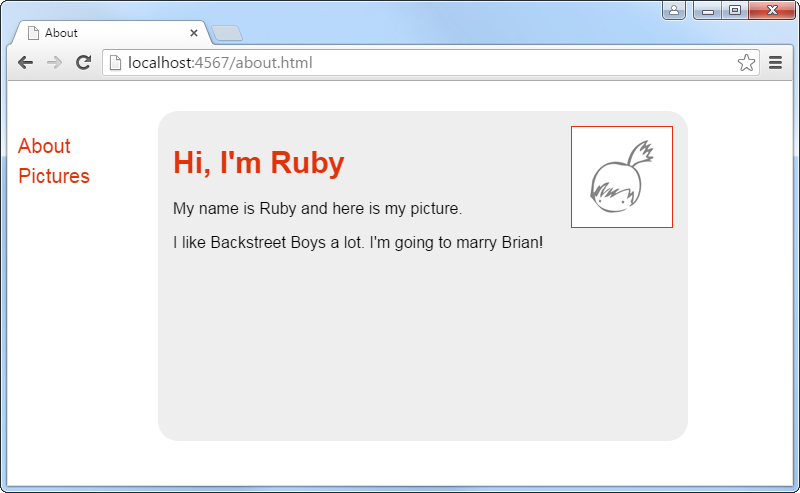 About
localhost:4567/about.html
About
Pictures
Hi, I'm Ruby
My name is Ruby and here is my picture.
I like Backstreet Boys a lot. I'm going to marry Brian!